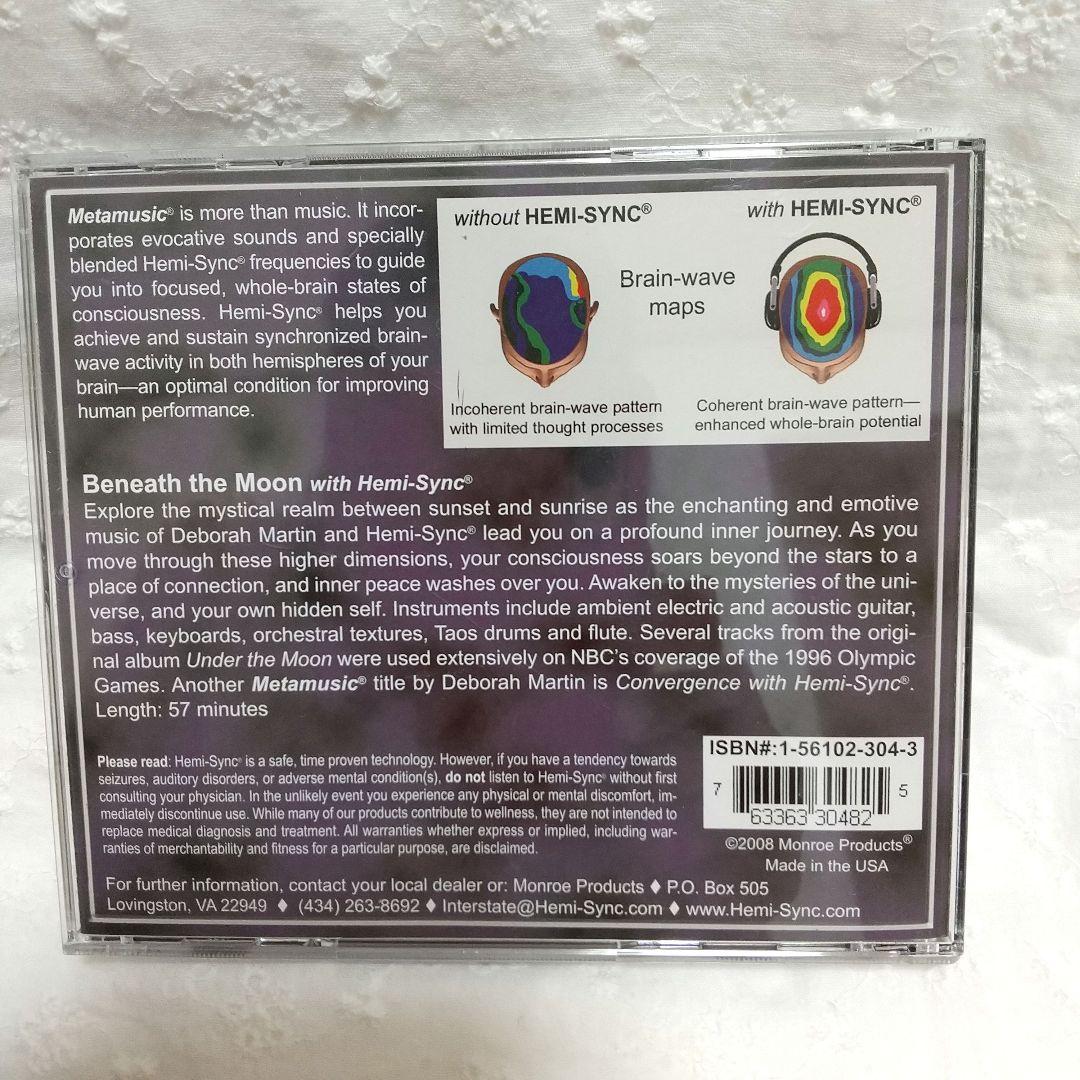 Metamusic® is more than music. It incor-
porates evocative sounds and specially
blended Hemi-Sync® frequencies to guide
you into focused, whole-brain states of
consciousness. Hemi-Sync® helps you
achieve and sustain synchronized brain-
wave activity in both hemispheres of your
brain—an optimal condition for improving
human performance.
without HEMI-SYNC®
with HEMI-SYNC®
Brain-wave
maps
Incoherent brain-wave pattern
with limited thought processes
Coherent brain-wave pattern—
enhanced whole-brain potential
Beneath the Moon with Hemi-Sync®
Explore the mystical realm between sunset and sunrise as the enchanting and emotive
music of Deborah Martin and Hemi-Sync® lead you on a profound inner journey. As you
move through these higher dimensions, your consciousness soars beyond the stars to a
place of connection, and inner peace washes over you. Awaken to the mysteries of the uni-
verse, and your own hidden self. Instruments include ambient electric and acoustic guitar,
bass, keyboards, orchestral textures, Taos drums and flute. Several tracks from the origi-
nal album Under the Moon were used extensively on NBC's coverage of the 1996 Olympic
Games. Another Metamusic® title by Deborah Martin is Convergence with Hemi-Sync®.
Length: 57 minutes
Please read: Hemi-Sync® is a safe, time proven technology. However, if you have a tendency towards
seizures, auditory disorders, or adverse mental condition(s), do not listen to Hemi-Sync® without first
consulting your physician. In the unlikely event you experience any physical or mental discomfort, im-
mediately discontinue use. While many of our products contribute to wellness, they are not intended to
replace medical diagnosis and treatment. All warranties whether express or implied, including war-
ranties of merchantability and fitness for a particular purpose, are disclaimed.
ISBN#:1-56102-304-3
7 63363 30482 5
©2008 Monroe Products®
Made in the USA
For further information, contact your local dealer or: Monroe Products ♦ P.O. Box 505
Lovingston, VA 22949 ♦ (434) 263-8692 ♦ Interstate@Hemi-Sync.com ♦ www.Hemi-Sync.com